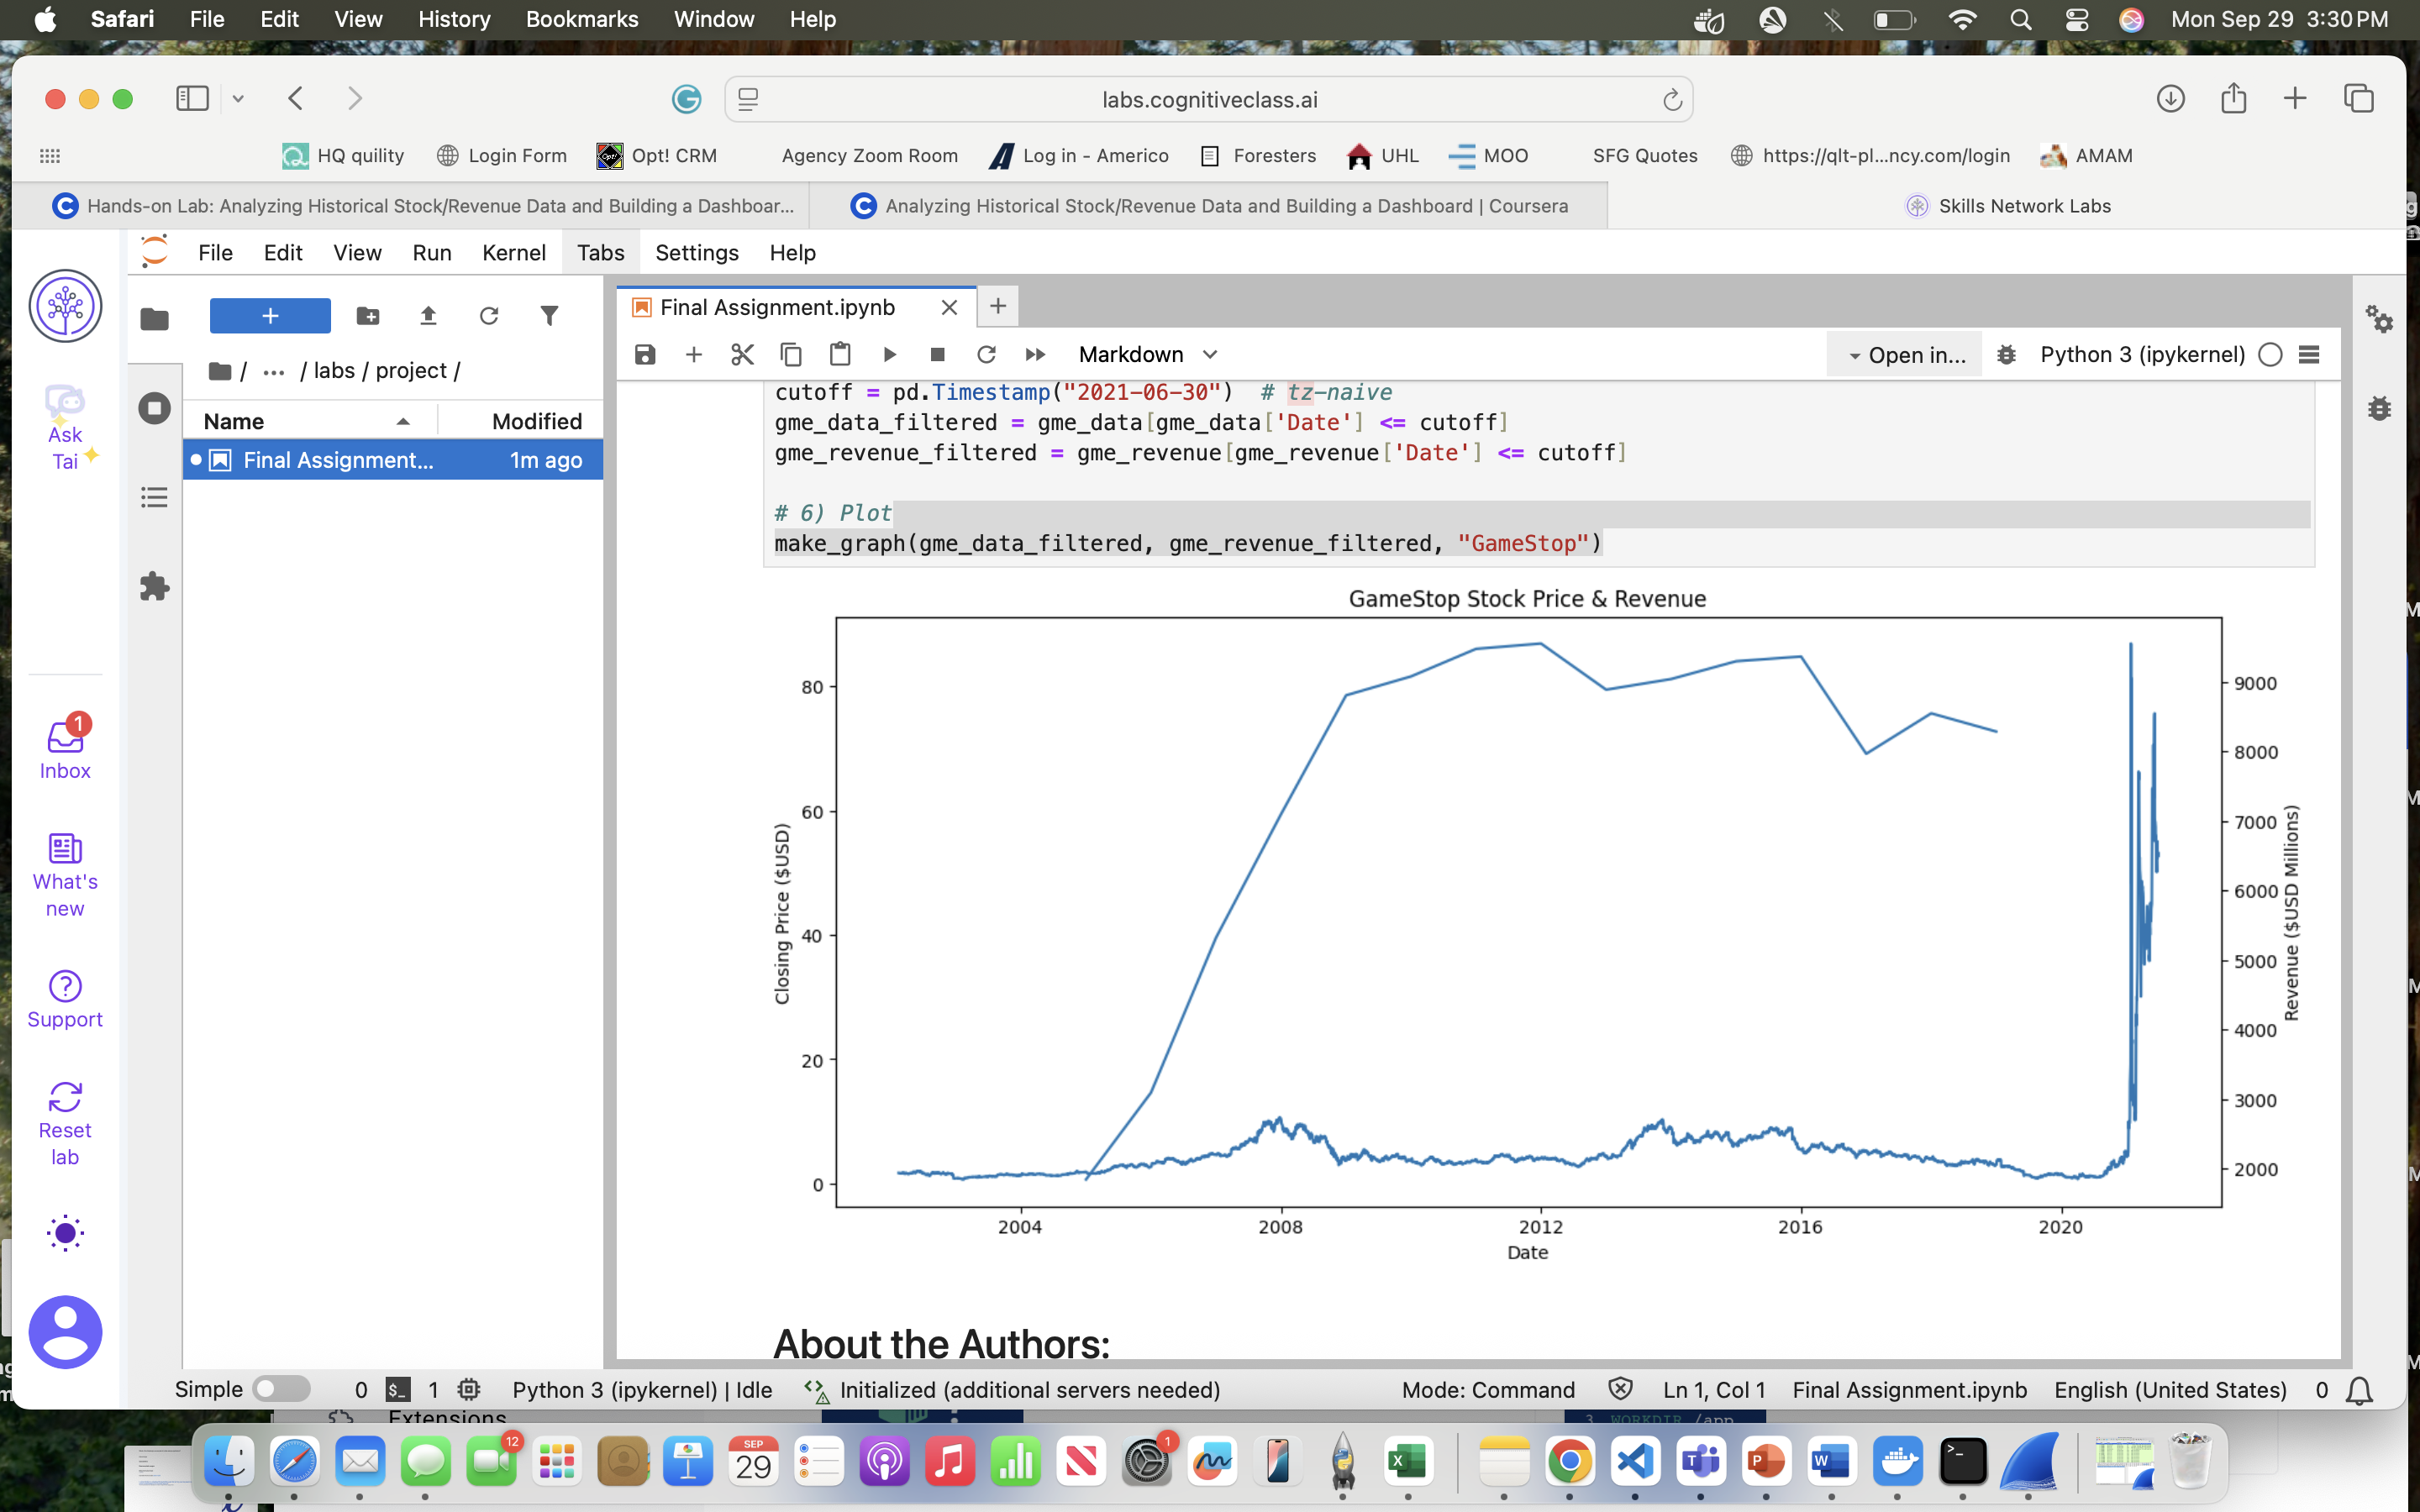 Safari File Edit View History Bookmarks Window Help Mon Sep 29 3:30 PM
labs.cognitiveclass.ai
HQ quility Login Form Opt! CRM Agency Zoom Room Log in - Americo Foresters UHL MOO SFG Quotes https://qlt-pl...ncy.com/login AMAM
Hands-on Lab: Analyzing Historical Stock/Revenue Data and Building a Dashboar... Analyzing Historical Stock/Revenue Data and Building a Dashboard | Coursera Skills Network Labs
File Edit View Run Kernel Tabs Settings Help
Final Assignment.ipynb
Markdown Open in... Python 3 (ipykernel)
/ ... / labs / project /
Name Modified
Final Assignment... 1m ago
Ask
Tai
1
Inbox
What's
new
Support
Reset
lab
cutoff = pd.Timestamp("2021-06-30")  # tz-naive
gme_data_filtered = gme_data[gme_data['Date'] <= cutoff]
gme_revenue_filtered = gme_revenue[gme_revenue['Date'] <= cutoff]
# 6) Plot
make_graph(gme_data_filtered, gme_revenue_filtered, "GameStop")
GameStop Stock Price & Revenue
Closing Price ($USD)
80
60
40
20
0
9000
8000
7000
6000
5000
4000
3000
2000
Revenue ($USD Millions)
2004 2008 2012 2016 2020
Date
About the Authors:
Simple 0 $_ 1 Python 3 (ipykernel) | Idle Initialized (additional servers needed) Mode: Command Ln 1, Col 1 Final Assignment.ipynb English (United States) 0
Extensions
3 WORKDIR /app
12
SEP
29
1